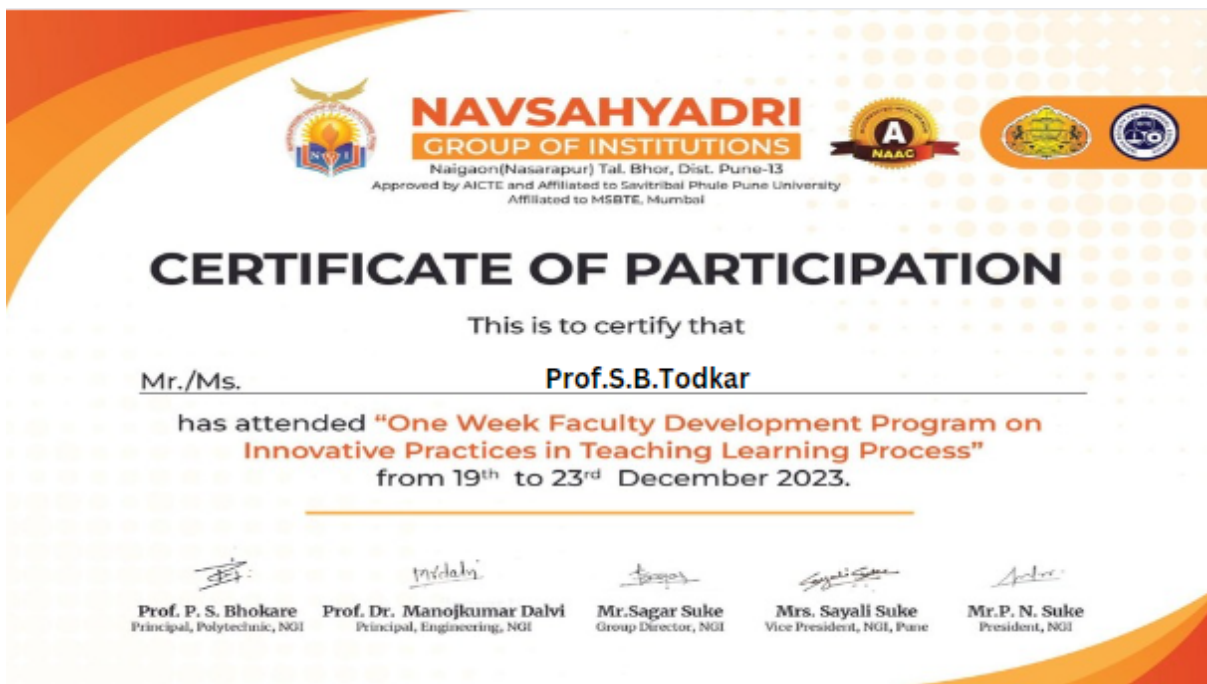 NAVSAHYADRI
GROUP OF INSTITUTIONS
Naigaon(Nasarapur) Tal. Bhor, Dist. Pune-13
Approved by AICTE and Affiliated to Savitribai Phule Pune University
Affiliated to MSBTE, Mumbai
NGI
A
NAAC
CERTIFICATE OF PARTICIPATION
This is to certify that
Mr./Ms. Prof.S.B.Todkar
has attended “One Week Faculty Development Program on
Innovative Practices in Teaching Learning Process”
from 19th to 23rd December 2023.
Prof. P. S. Bhokare
Principal, Polytechnic, NGI
Prof. Dr. Manojkumar Dalvi
Principal, Engineering, NGI
Mr.Sagar Suke
Group Director, NGI
Mrs. Sayali Suke
Vice President, NGI, Pune
Mr.P. N. Suke
President, NGI